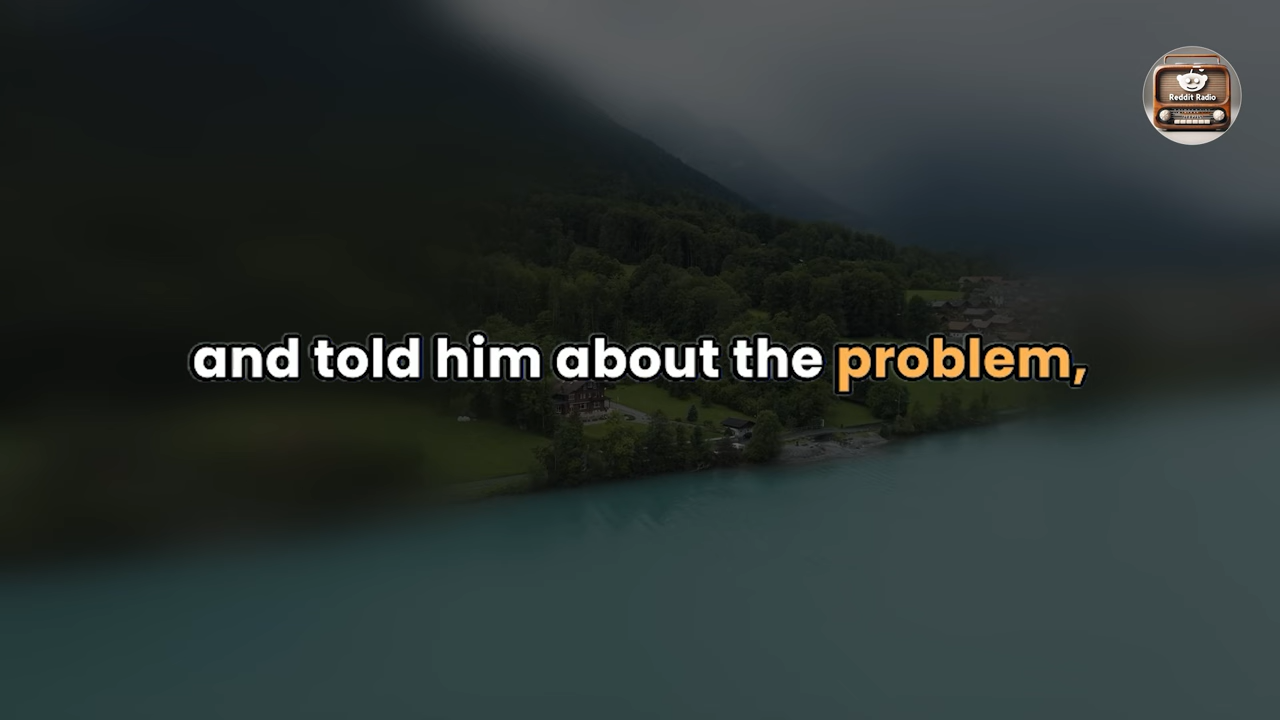 Reddit Radio
and told him about the problem,